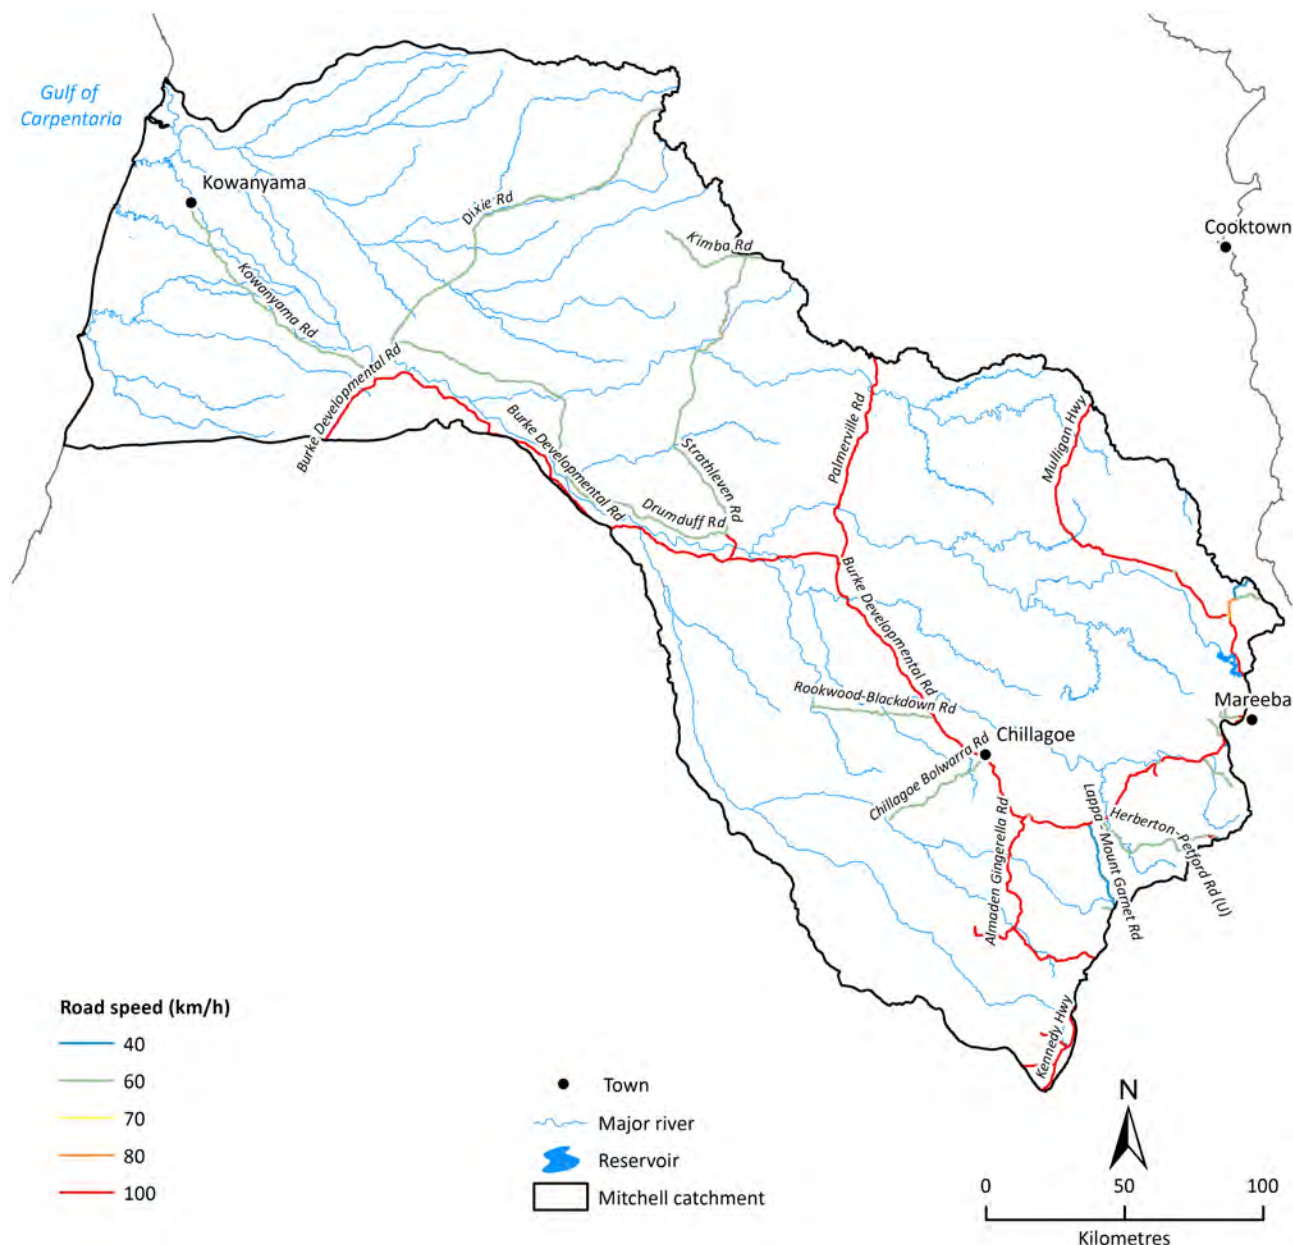 Gulf of
Carpentaria
Kowanyama
Dixie Rd
Kimba Rd
Cooktown
Kowanyama Rd
Burke Developmental Rd
Burke Developmental Rd
Strathleven Rd
Drumduff Rd
Palmerville Rd
Mulligan Hwy
Burke Developmental Rd
Rookwood-Blackdown Rd
Mareeba
Chillagoe
Chillagoe Bolwarra Rd
Almaden Gingerella Rd
Lappa - Mount Garnet Rd
Herberton-Petford Rd (U)
Kennedy Hwy
Road speed (km/h)
40
60
70
80
100
Town
Major river
Reservoir
Mitchell catchment
N
0 50 100
Kilometres